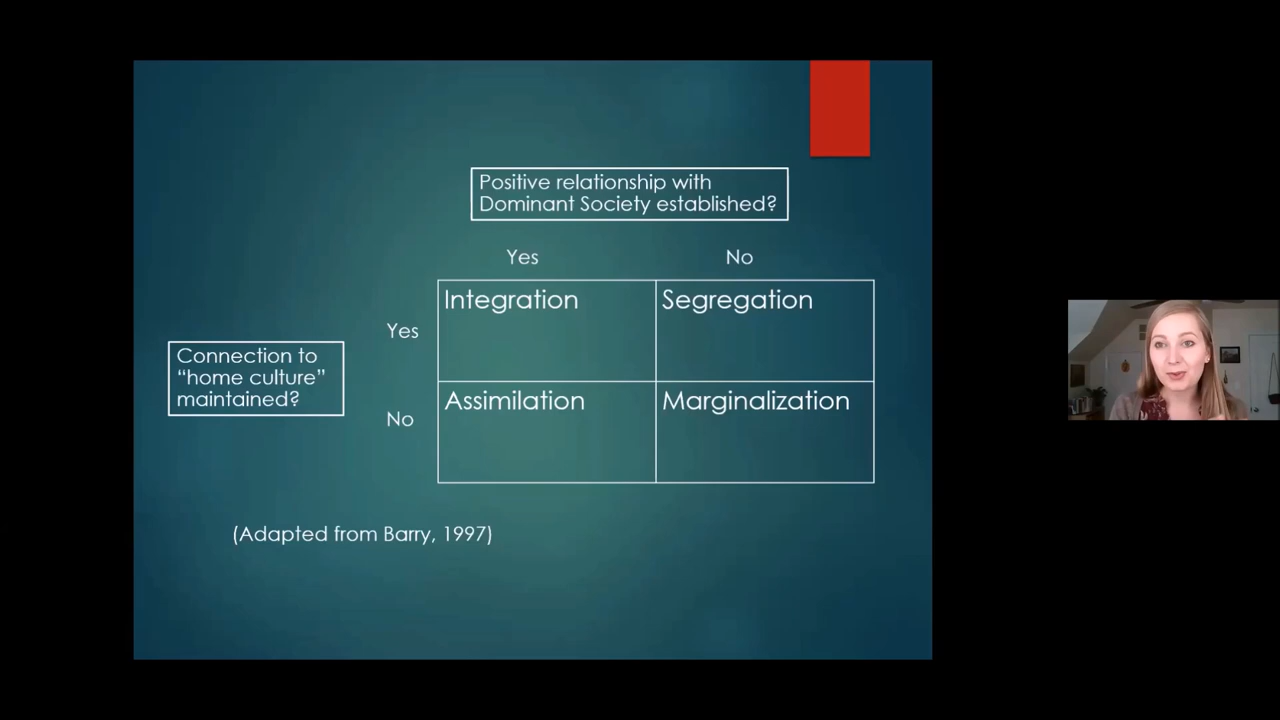 Positive relationship with
Dominant Society established?
Yes
No
Integration
Segregation
Yes
Connection to
“home culture”
maintained?
Assimilation
Marginalization
No
(Adapted from Barry, 1997)